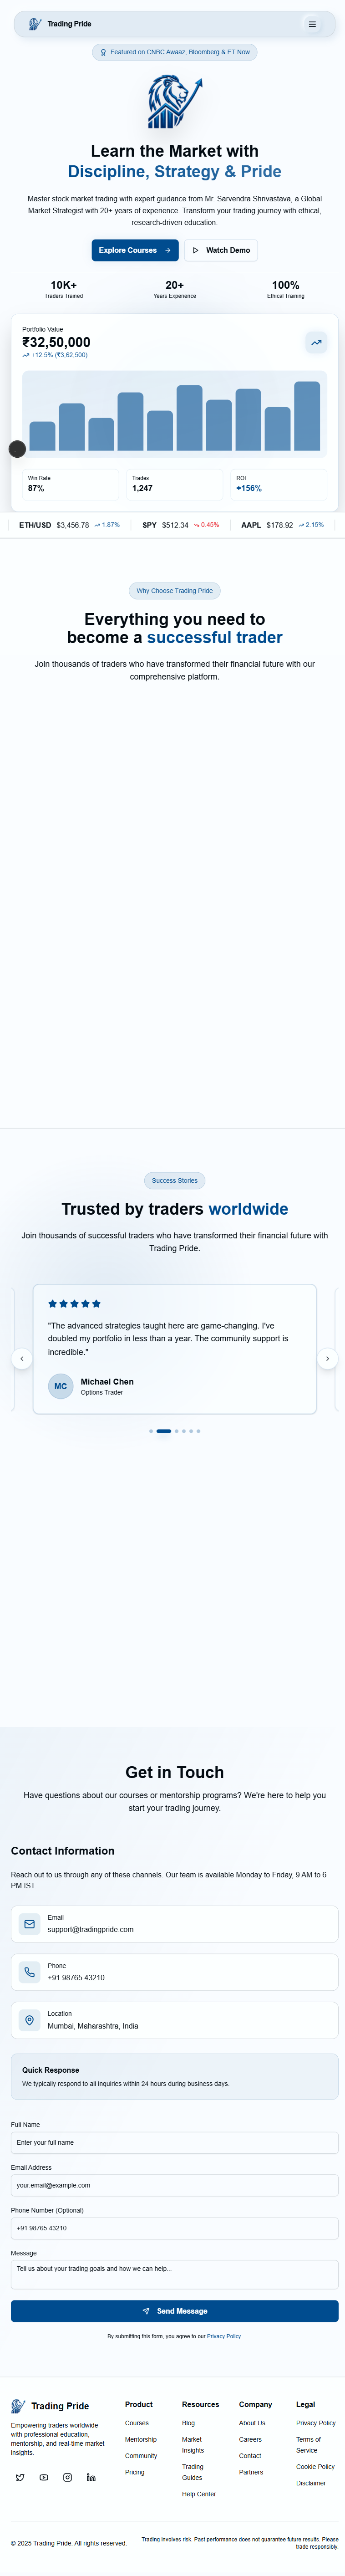 Trading Pride
Featured on CNBC Awaaz, Bloomberg & ET Now
Learn the Market with
Discipline, Strategy & Pride
Master stock market trading with expert guidance from Mr. Sarvendra Shrivastava, a Global
Market Strategist with 20+ years of experience. Transform your trading journey with ethical,
research-driven education.
Explore Courses
Watch Demo
10K+
Traders Trained
20+
Years Experience
100%
Ethical Training
Portfolio Value
₹32,50,000
+12.5% (₹3,62,500)
Win Rate
87%
Trades
1,247
ROI
+156%
ETH/USD $3,456.78 1.87%
SPY $512.34 0.45%
AAPL $178.92 2.15%
Why Choose Trading Pride
Everything you need to
become a successful trader
Join thousands of traders who have transformed their financial future with our
comprehensive platform.
Success Stories
Trusted by traders worldwide
Join thousands of successful traders who have transformed their financial future with
Trading Pride.
"The advanced strategies taught here are game-changing. I've
doubled my portfolio in less than a year. The community support is
incredible."
MC
Michael Chen
Options Trader
Get in Touch
Have questions about our courses or mentorship programs? We're here to help you
start your trading journey.
Contact Information
Reach out to us through any of these channels. Our team is available Monday to Friday, 9 AM to 6
PM IST.
Email
support@tradingpride.com
Phone
+91 98765 43210
Location
Mumbai, Maharashtra, India
Quick Response
We typically respond to all inquiries within 24 hours during business days.
Full Name
Enter your full name
Email Address
your.email@example.com
Phone Number (Optional)
+91 98765 43210
Message
Tell us about your trading goals and how we can help...
Send Message
By submitting this form, you agree to our Privacy Policy.
Trading Pride
Empowering traders worldwide
with professional education,
mentorship, and real-time market
insights.
Product
Courses
Mentorship
Community
Pricing
Resources
Blog
Market
Insights
Trading
Guides
Help Center
Company
About Us
Careers
Contact
Partners
Legal
Privacy Policy
Terms of
Service
Cookie Policy
Disclaimer
© 2025 Trading Pride. All rights reserved.
Trading involves risk. Past performance does not guarantee future results. Please
trade responsibly.